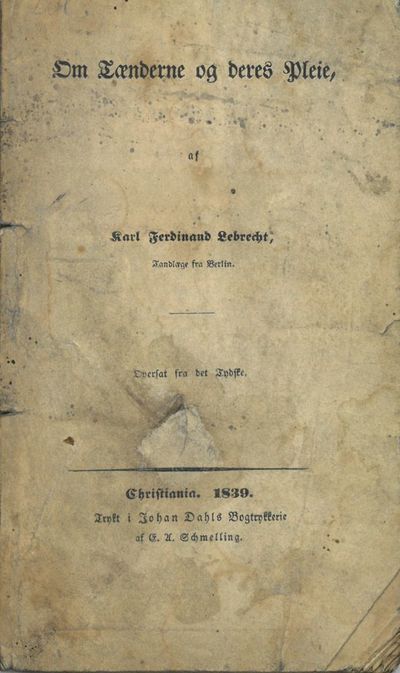 Om Tænderne og deres Pleie,
af
Karl Ferdinand Lebrecht,
Tandlæge fra Berlin.
Oversat fra det Tydske.
Christiania. 1839.
Trykt i Johan Dahls Bogtrykkerie
af E. A. Schmelling.